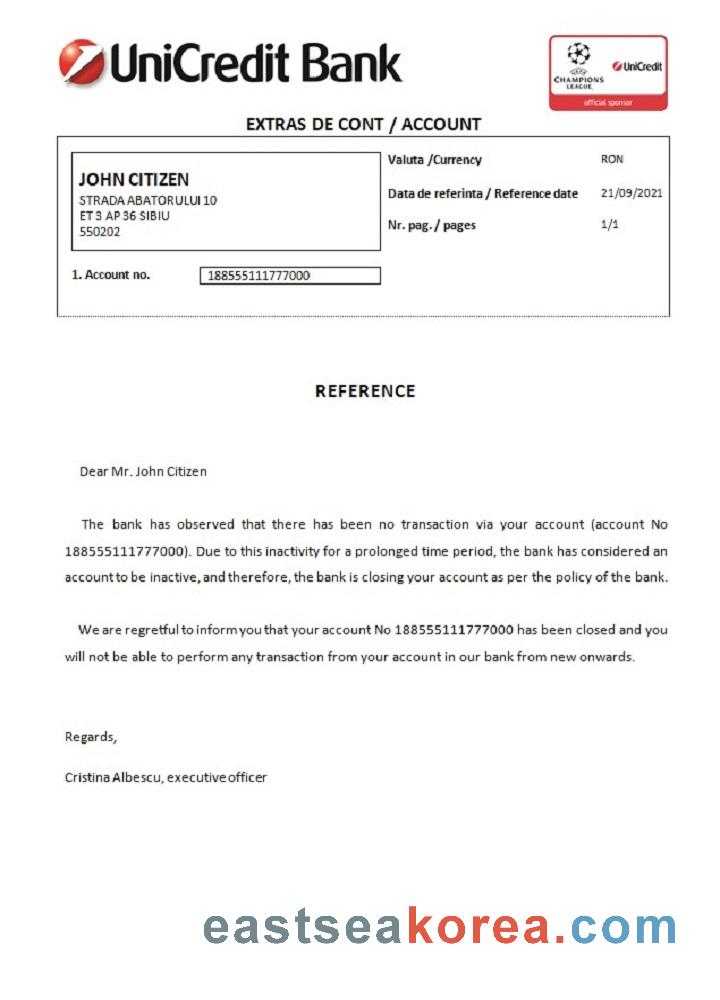 UniCredit Bank
UEFA
CHAMPIONS
LEAGUE
UniCredit
official sponsor
EXTRAS DE CONT / ACCOUNT
JOHN CITIZEN
STRADA ABATORULUI 10
ET 3 AP 36 SIBIU
550202
Valuta /Currency RON
Data de referinta / Reference date 21/09/2021
Nr. pag. / pages 1/1
1. Account no. 188555111777000
REFERENCE
Dear Mr. John Citizen
The bank has observed that there has been no transaction via your account (account No
188555111777000). Due to this inactivity for a prolonged time period, the bank has considered an
account to be inactive, and therefore, the bank is closing your account as per the policy of the bank.
We are regretful to inform you that your account No 188555111777000 has been closed and you
will not be able to perform any transaction from your account in our bank from new onwards.
Regards,
Cristina Albescu, executive officer
eastseakorea.com